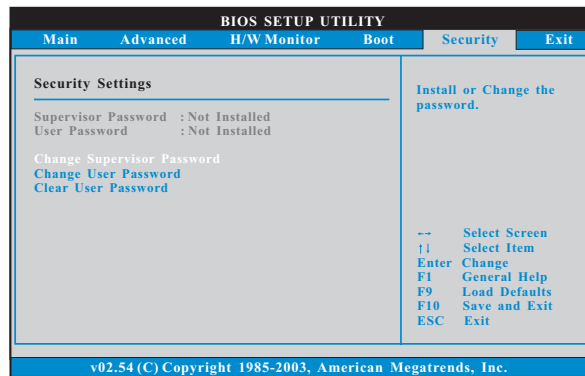 BIOS SETUP UTILITY
Main Advanced H/W Monitor Boot Security Exit
Security Settings
Supervisor Password : Not Installed
User Password : Not Installed
Change Supervisor Password
Change User Password
Clear User Password
Install or Change the
password.
←→ Select Screen
↑↓ Select Item
Enter Change
F1 General Help
F9 Load Defaults
F10 Save and Exit
ESC Exit
v02.54 (C) Copyright 1985-2003, American Megatrends, Inc.